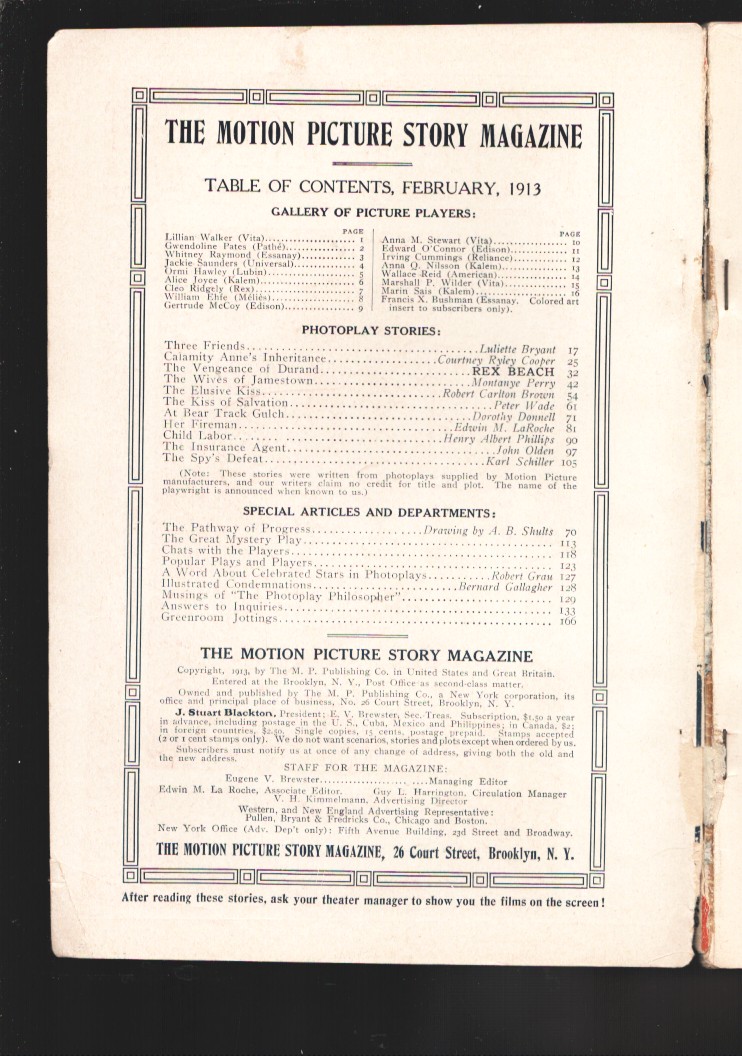 THE MOTION PICTURE STORY MAGAZINE
TABLE OF CONTENTS, FEBRUARY, 1913
GALLERY OF PICTURE PLAYERS:
PAGE
Lillian Walker (Vita)..................... 1
Gwendoline Pates (Pathé)............... 2
Whitney Raymond (Essanay)............ 3
Jackie Saunders (Universal)............. 4
Ormi Hawley (Lubin)..................... 5
Alice Joyce (Kalem)...................... 6
Cleo Ridgely (Rex)....................... 7
William Ehfe (Méliès).................... 8
Gertrude McCoy (Edison)................ 9
PAGE
Anna M. Stewart (Vita)................. 10
Edward O'Connor (Edison)............. 11
Irving Cummings (Reliance)............ 12
Anna Q. Nilsson (Kalem)............... 13
Wallace Reid (American)............... 14
Marshall P. Wilder (Vita).............. 15
Marin Sais (Kalem)..................... 16
Francis X. Bushman (Essanay. Colored art
insert to subscribers only).
PHOTOPLAY STORIES:
Three Friends........................................Luliette Bryant 17
Calamity Anne's Inheritance...................Courtney Ryley Cooper 25
The Vengeance of Durand..........................REX BEACH 32
The Wives of Jamestown...........................Montanye Perry 42
The Elusive Kiss................................Robert Carlton Brown 54
The Kiss of Salvation....................................Peter Wade 61
At Bear Track Gulch..................................Dorothy Donnell 71
Her Fireman.......................................Edwin M. LaRoche 81
Child Labor.......................................Henry Albert Phillips 90
The Insurance Agent.....................................John Olden 97
The Spy's Defeat........................................Karl Schiller 105
(Note: These stories were written from photoplays supplied by Motion Picture
manufacturers, and our writers claim no credit for title and plot. The name of the
playwright is announced when known to us.)
SPECIAL ARTICLES AND DEPARTMENTS:
The Pathway of Progress...................Drawing by A. B. Shults 70
The Great Mystery Play.......................................... 113
Chats with the Players............................................ 118
Popular Plays and Players........................................ 123
A Word About Celebrated Stars in Photoplays...........Robert Grau 127
Illustrated Condemnations.........................Bernard Gallagher 128
Musings of "The Photoplay Philosopher"........................... 129
Answers to Inquiries............................................. 133
Greenroom Jottings............................................... 166
THE MOTION PICTURE STORY MAGAZINE
Copyright, 1913, by The M. P. Publishing Co. in United States and Great Britain.
Entered at the Brooklyn, N. Y., Post Office as second-class matter.
Owned and published by The M. P. Publishing Co., a New York corporation, its
office and principal place of business, No. 26 Court Street, Brooklyn, N. Y.
J. Stuart Blackton, President; E. V. Brewster, Sec.-Treas. Subscription, $1.50 a year
in advance, including postage in the U. S., Cuba, Mexico and Philippines; in Canada, $2;
in foreign countries, $2.50. Single copies, 15 cents, postage prepaid. Stamps accepted
(2 or 1 cent stamps only). We do not want scenarios, stories and plots except when ordered by us.
Subscribers must notify us at once of any change of address, giving both the old and
the new address.
STAFF FOR THE MAGAZINE:
Eugene V. Brewster..........................Managing Editor
Edwin M. La Roche, Associate Editor. Guy L. Harrington, Circulation Manager
V. H. Kimmelmann, Advertising Director
Western, and New England Advertising Representative:
Pullen, Bryant & Fredricks Co., Chicago and Boston.
New York Office (Adv. Dep't only): Fifth Avenue Building, 23d Street and Broadway.
THE MOTION PICTURE STORY MAGAZINE, 26 Court Street, Brooklyn, N. Y.
After reading these stories, ask your theater manager to show you the films on the screen!